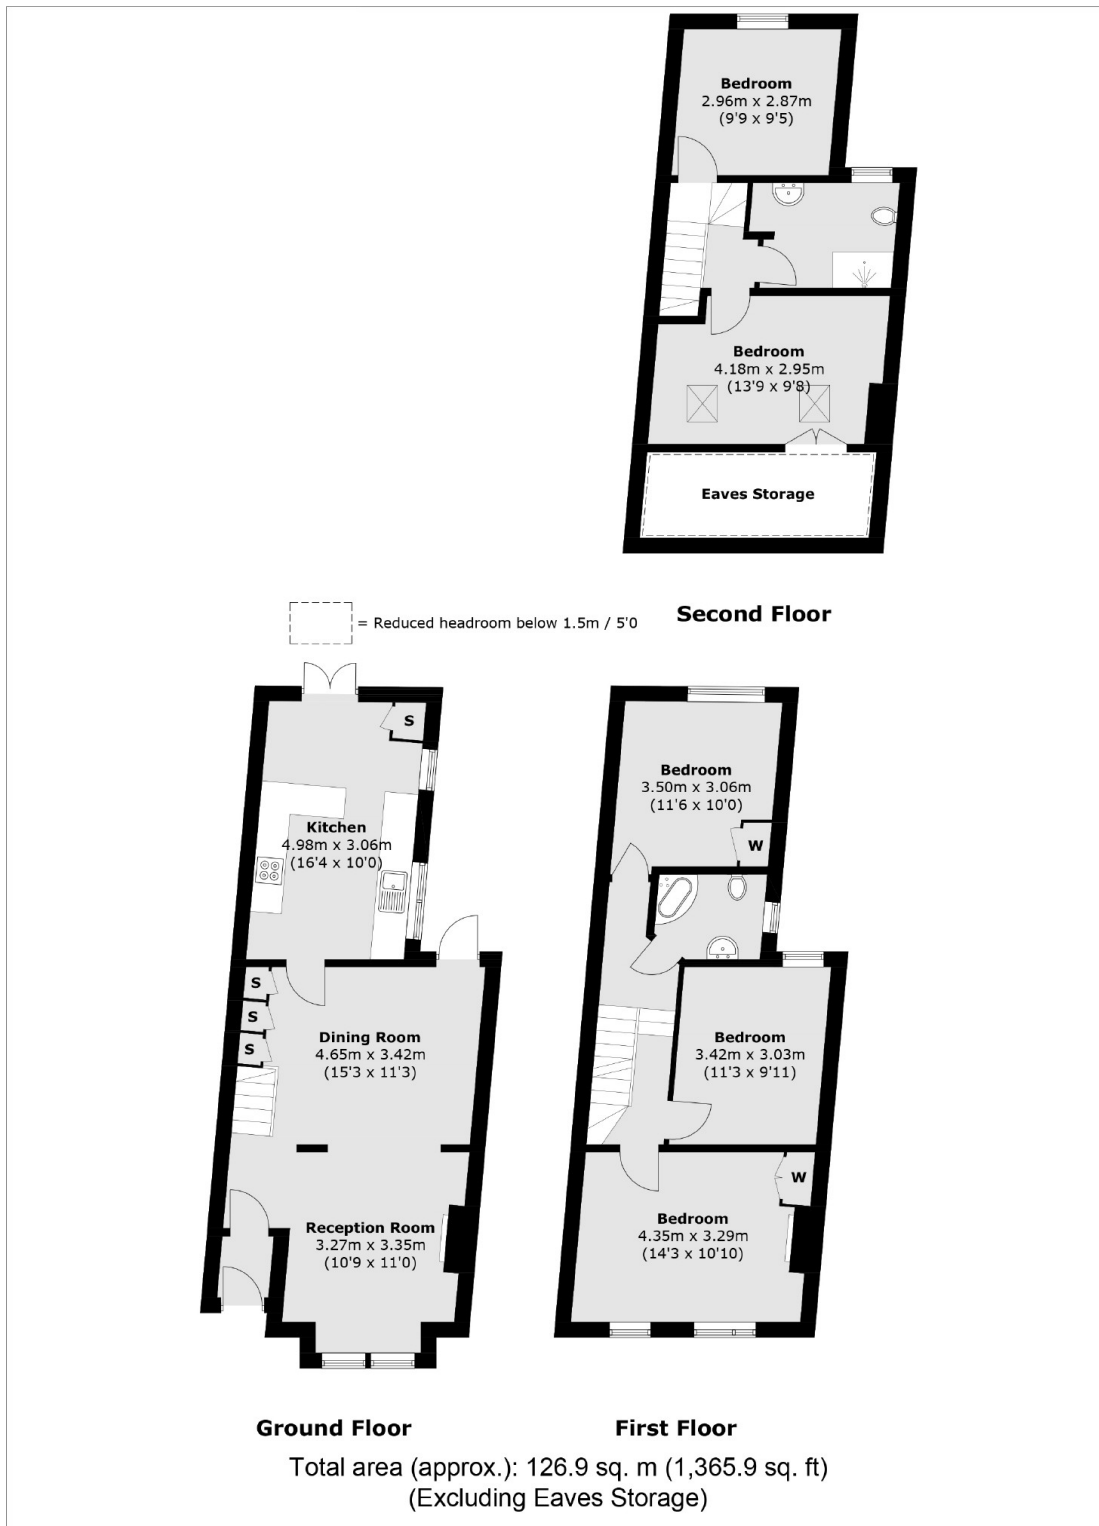 Bedroom
2.96m x 2.87m
(9'9 x 9'5)
Bedroom
4.18m x 2.95m
(13'9 x 9'8)
Eaves Storage
Second Floor
= Reduced headroom below 1.5m / 5'0
S
Kitchen
4.98m x 3.06m
(16'4 x 10'0)
S
S
S
Dining Room
4.65m x 3.42m
(15'3 x 11'3)
Reception Room
3.27m x 3.35m
(10'9 x 11'0)
Ground Floor
Bedroom
3.50m x 3.06m
(11'6 x 10'0)
W
Bedroom
3.42m x 3.03m
(11'3 x 9'11)
W
Bedroom
4.35m x 3.29m
(14'3 x 10'10)
First Floor
Total area (approx.): 126.9 sq. m (1,365.9 sq. ft)
(Excluding Eaves Storage)